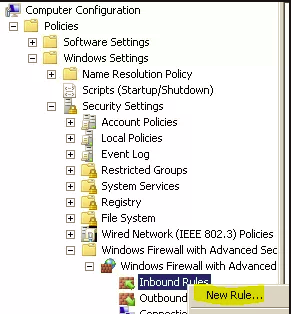 Computer Configuration
Policies
Software Settings
Windows Settings
Name Resolution Policy
Scripts (Startup/Shutdown)
Security Settings
Account Policies
Local Policies
Event Log
Restricted Groups
System Services
Registry
File System
Wired Network (IEEE 802.3) Policies
Windows Firewall with Advanced Sec
Windows Firewall with Advanced
Inbound Rules
New Rule...
Outbound